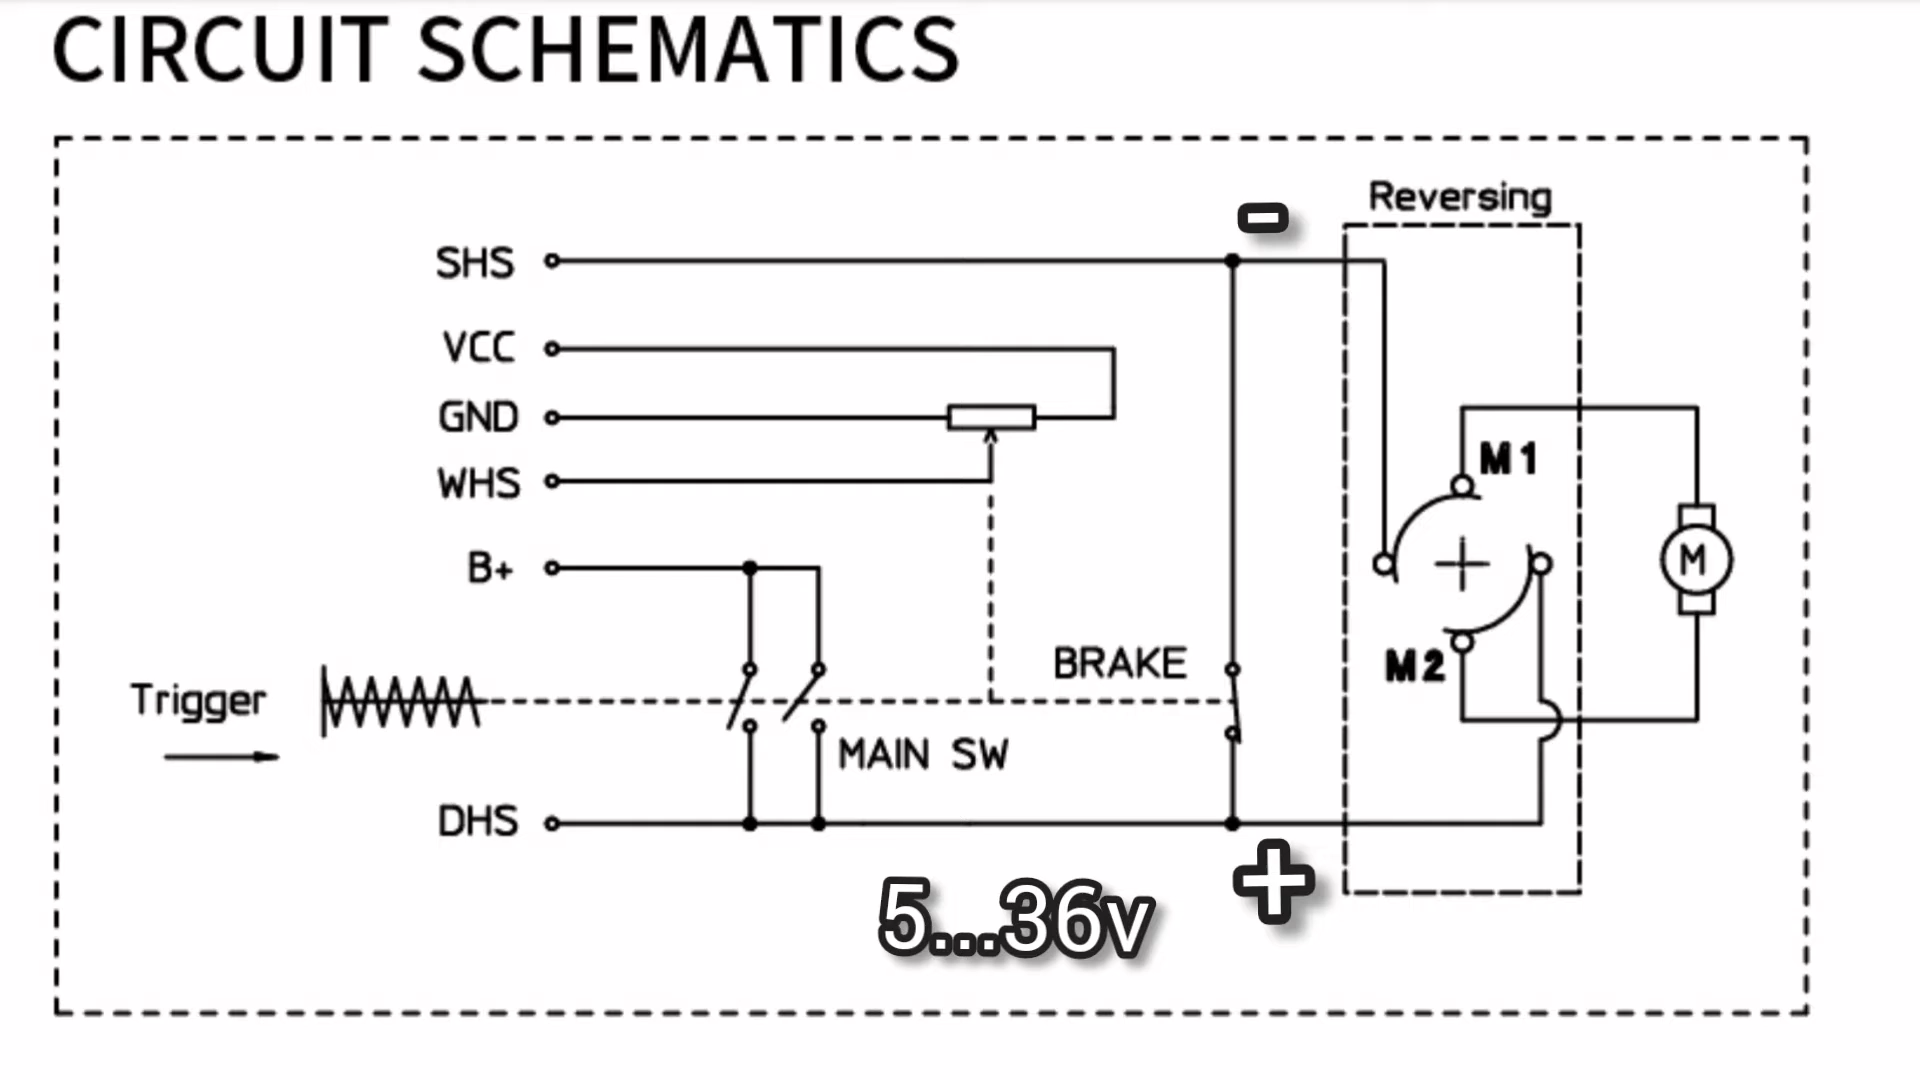 CIRCUIT SCHEMATICS
Reversing
-
SHS
VCC
GND
M1
WHS
M
B+
BRAKE
M2
Trigger
MAIN SW
DHS
+
5...36v